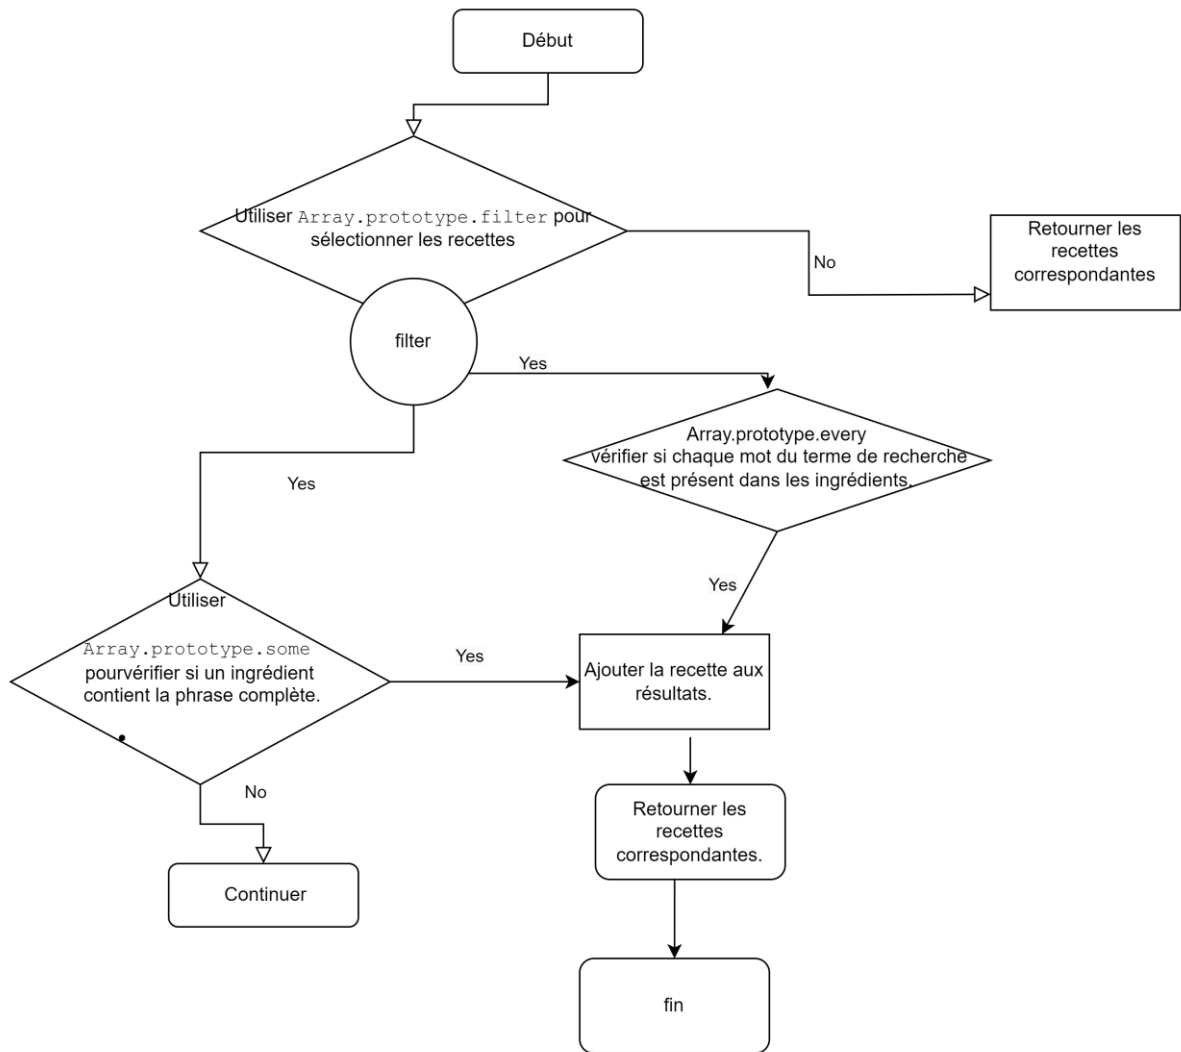 Début
Utiliser Array.prototype.filter pour
sélectionner les recettes
Retourner les
recettes
correspondantes
No
filter
Yes
Array.prototype.every
vérifier si chaque mot du terme de recherche
est présent dans les ingrédients.
Yes
Yes
Utiliser
Array.prototype.some
pourvérifier si un ingrédient
contient la phrase complète.
Yes
Ajouter la recette aux
résultats.
No
Retourner les
recettes
correspondantes.
Continuer
fin